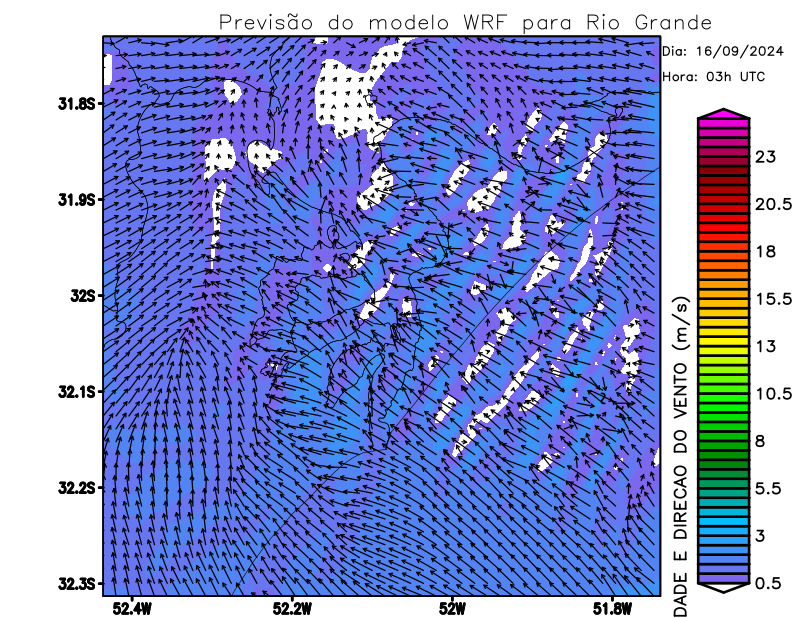 Previsão do modelo WRF para Rio Grande
Dia: 16/09/2024
Hora: 03h UTC
31.8S
31.9S
32S
32.1S
32.2S
32.3S
52.4W
52.2W
52W
51.8W
DADE E DIRECAO DO VENTO (m/s)
23
20.5
18
15.5
13
10.5
8
5.5
3
0.5